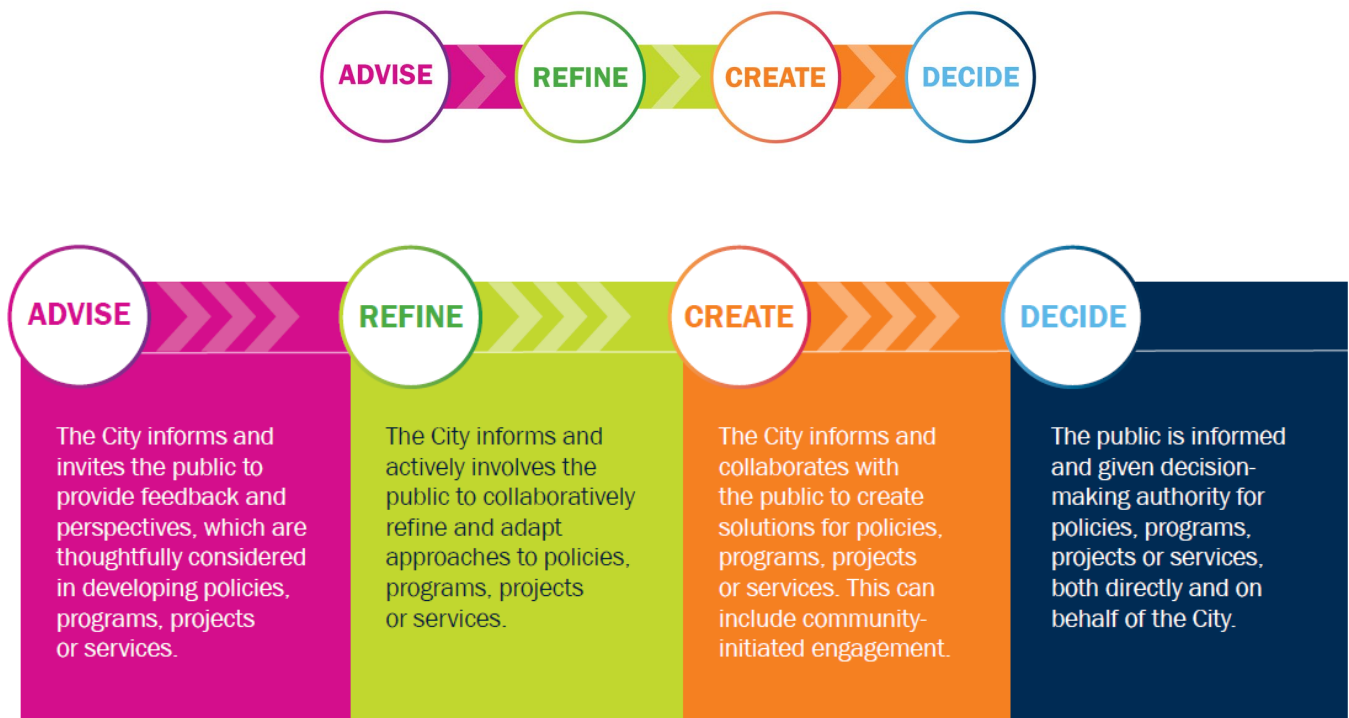 ADVISE
REFINE
CREATE
DECIDE
ADVISE
The City informs and
invites the public to
provide feedback and
perspectives, which are
thoughtfully considered
in developing policies,
programs, projects
or services.
REFINE
The City informs and
actively involves the
public to collaboratively
refine and adapt
approaches to policies,
programs, projects
or services.
CREATE
The City informs and
collaborates with
the public to create
solutions for policies,
programs, projects
or services. This can
include community-
initiated engagement.
DECIDE
The public is informed
and given decision-
making authority for
policies, programs,
projects or services,
both directly and on
behalf of the City.